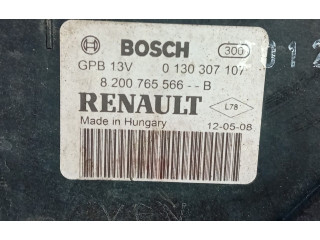 BOSCH 300
GPB 13V 0 130 307 107
8 200 765 566 - - B
RENAULT L78
Made in Hungary 12-05-08